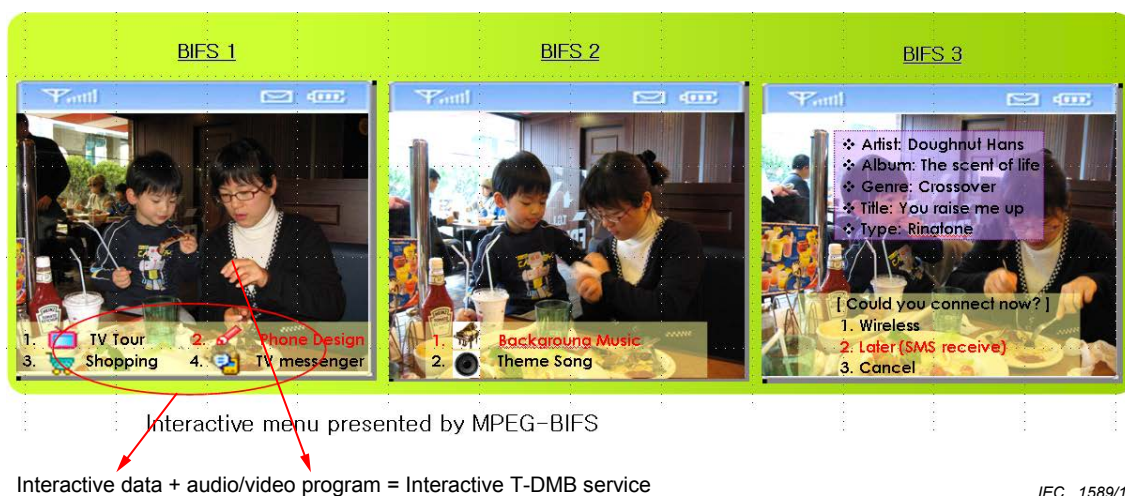 BIFS 1
BIFS 2
BIFS 3
1. TV Tour 2. Phone Design
3. Shopping 4. TV messenger
1. Backgroung Music
2. Theme Song
❖ Artist: Doughnut Hans
❖ Album: The scent of life
❖ Genre: Crossover
❖ Title: You raise me up
❖ Type: Ringtone
[ Could you connect now? ]
1. Wireless
2. Later(SMS receive)
3. Cancel
Interactive menu presented by MPEG-BIFS
Interactive data + audio/video program = Interactive T-DMB service
IEC 1589/1